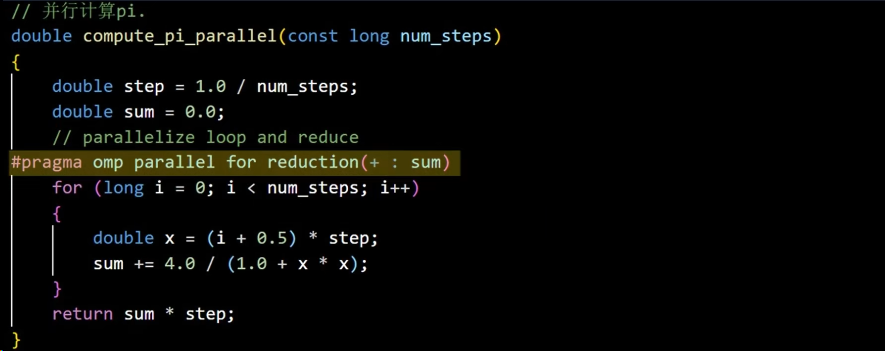 // 并行计算pi.
double compute_pi_parallel(const long num_steps)
{
    double step = 1.0 / num_steps;
    double sum = 0.0;
    // parallelize loop and reduce
#pragma omp parallel for reduction(+ : sum)
    for (long i = 0; i < num_steps; i++)
    {
        double x = (i + 0.5) * step;
        sum += 4.0 / (1.0 + x * x);
    }
    return sum * step;
}